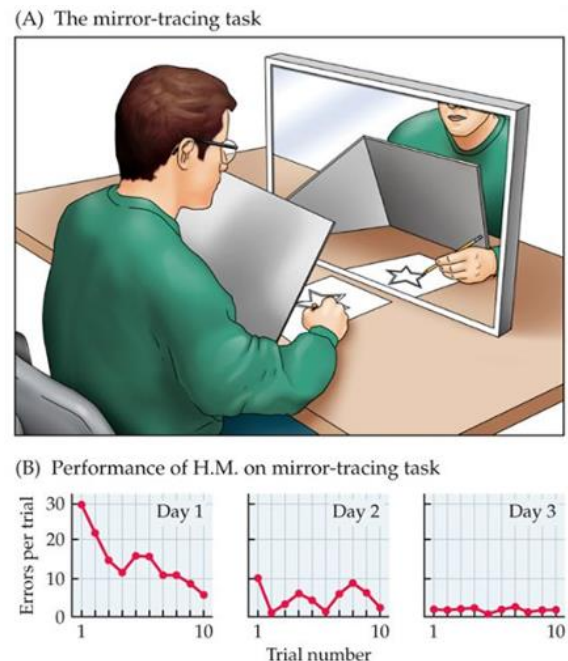 (A) The mirror-tracing task
(B) Performance of H.M. on mirror-tracing task
Errors per trial
30
20
10
0
Day 1
Day 2
Day 3
1
10
1
10
1
10
Trial number